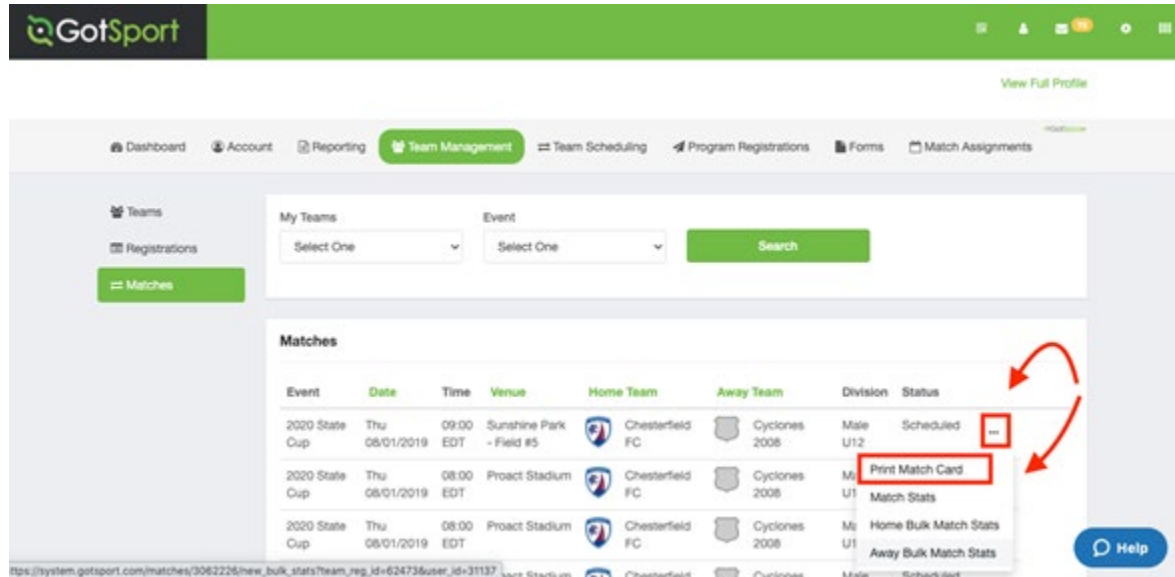 GotSport
View Full Profile
Dashboard Account Reporting Team Management Team Scheduling Program Registrations Forms Match Assignments
Teams
Registrations
Matches
My Teams Event
Select One Select One Search
Matches
Event Date Time Venue Home Team Away Team Division Status
2020 State Thu 09:00 Sunshine Park Chesterfield Cyclones Male Scheduled ...
Cup 08/01/2019 EDT - Field #5 FC 2008 U12
2020 State Thu 08:00 Proact Stadium Chesterfield Cyclones Ma Print Match Card
Cup 08/01/2019 EDT FC 2008 U1 Match Stats
2020 State Thu 08:00 Proact Stadium Chesterfield Cyclones Ma Home Bulk Match Stats
Cup 08/01/2019 EDT FC 2008 U1 Away Bulk Match Stats
Help
ttps://system.gotsport.com/matches/3062226/new_bulk_stats?team_reg_id=62473&user_id=31137